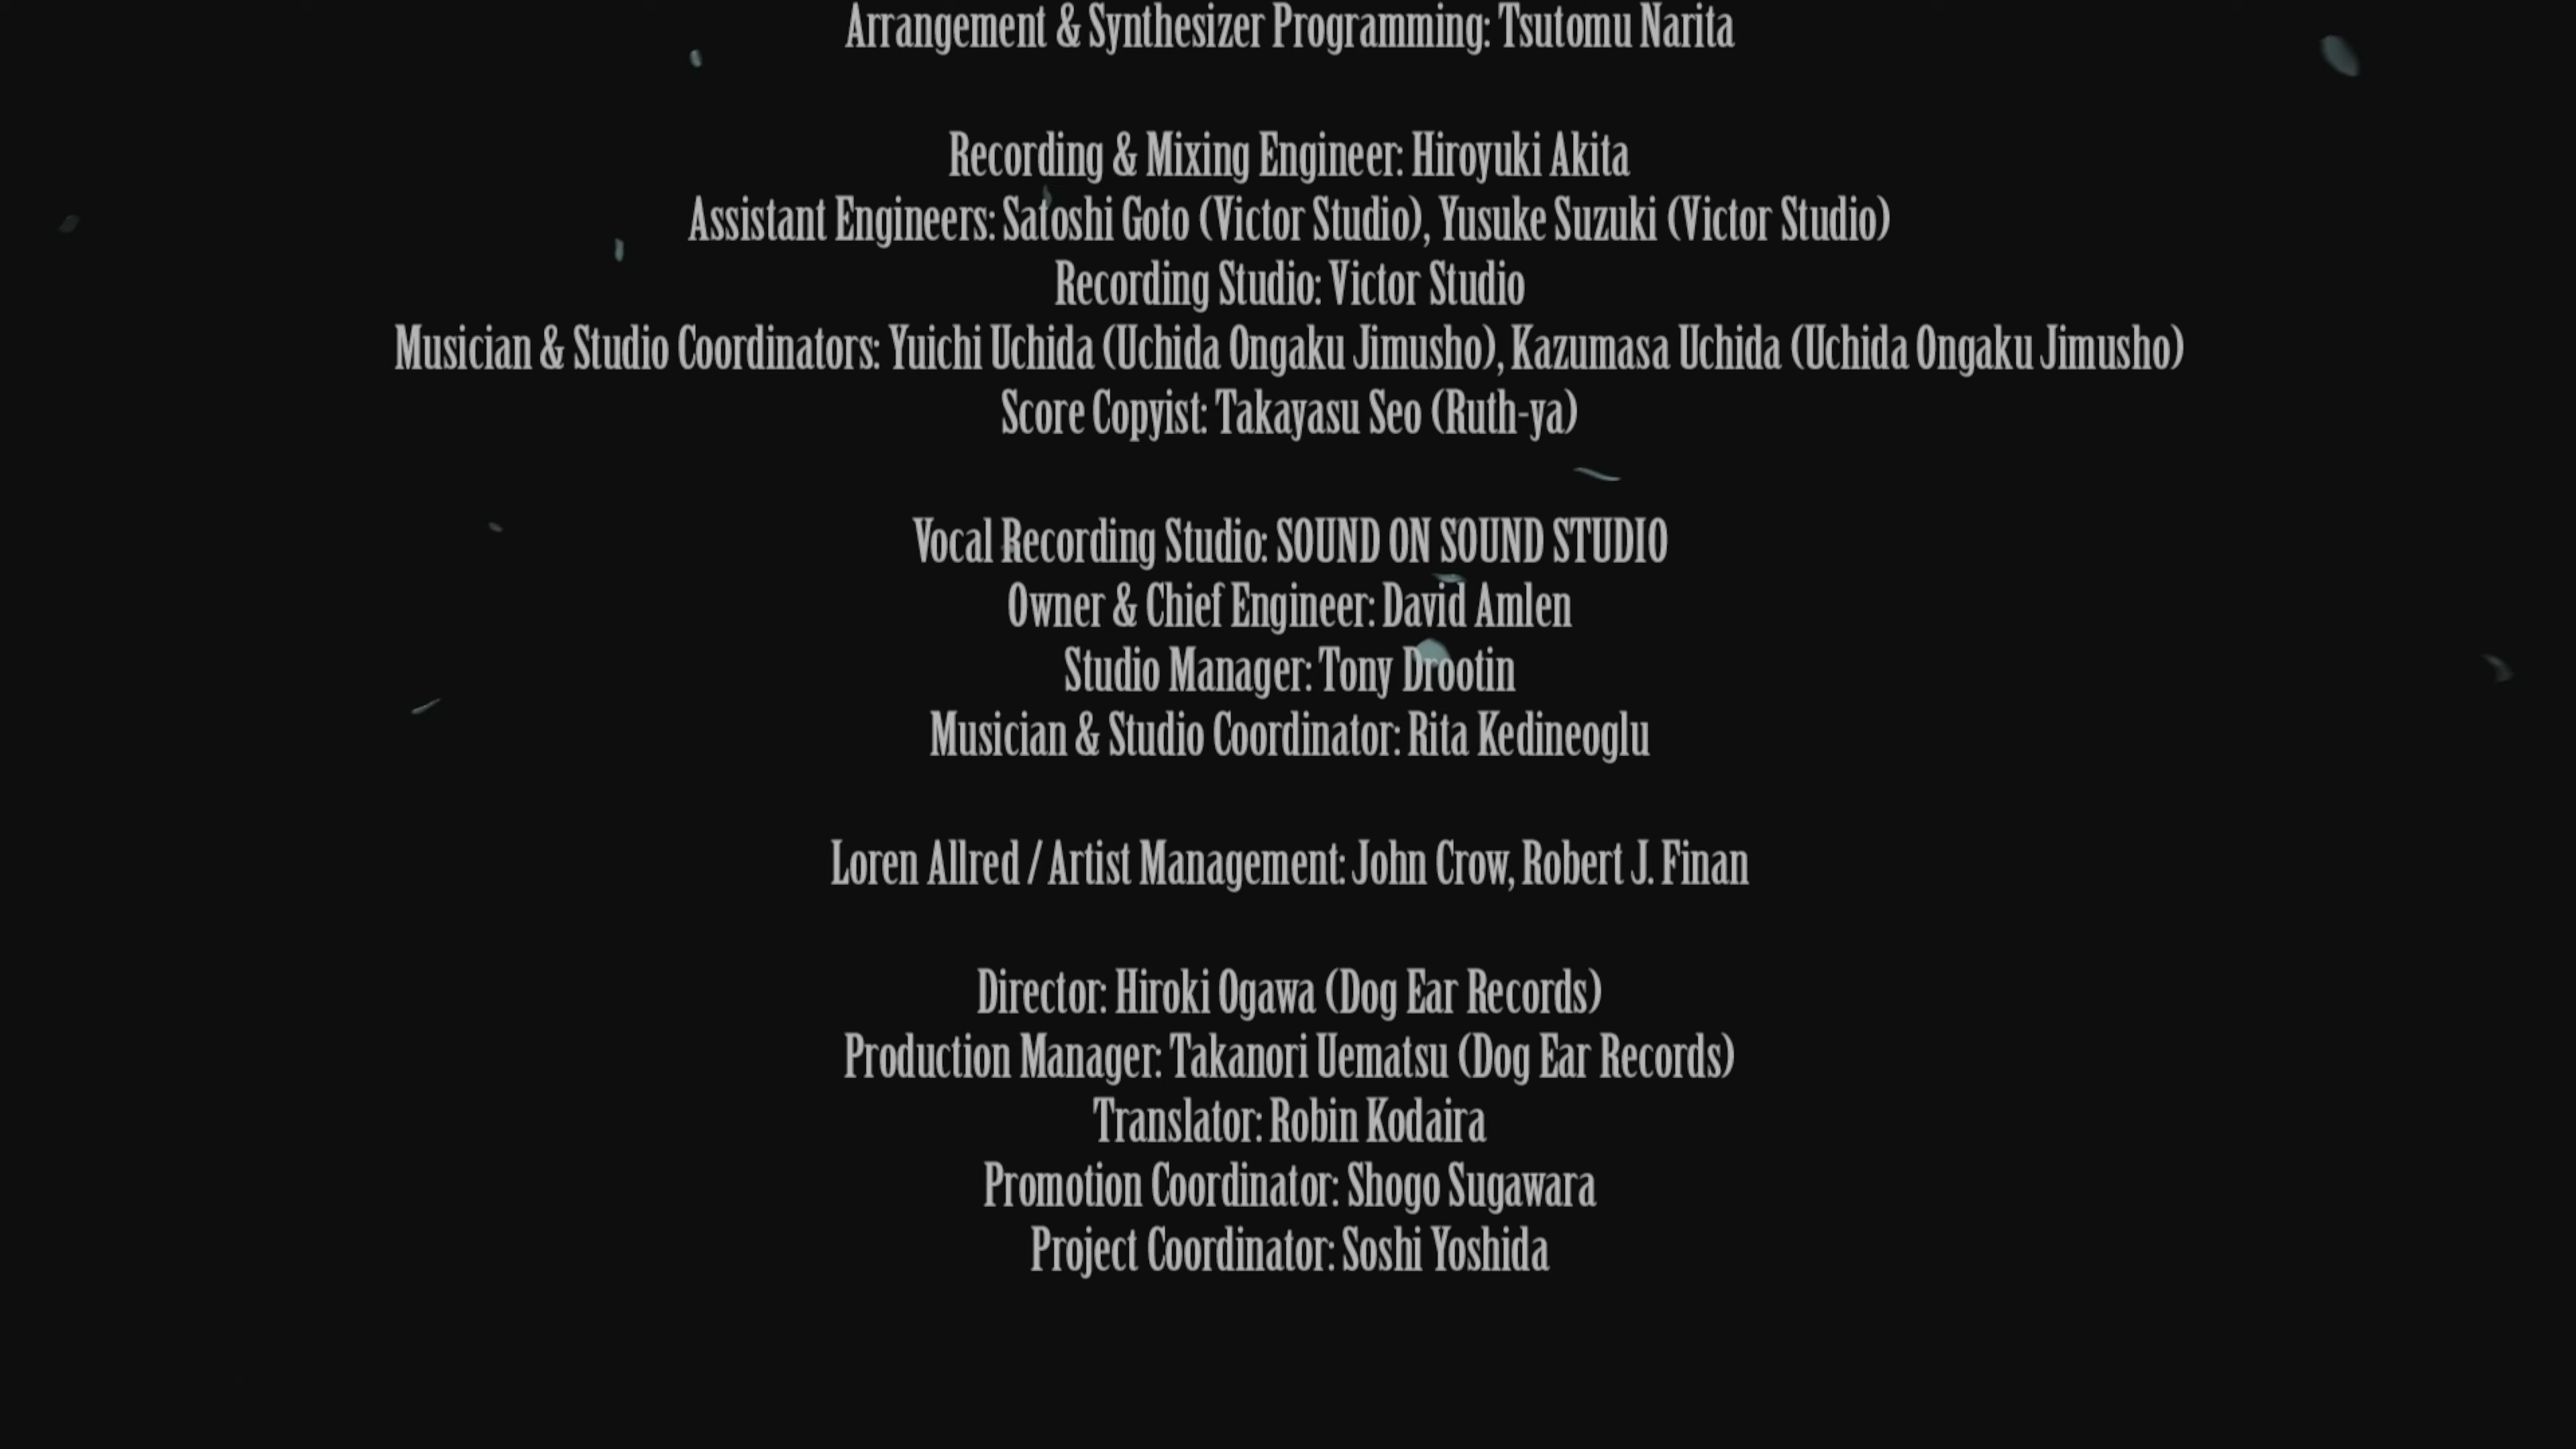 Arrangement & Synthesizer Programming: Tsutomu Narita
Recording & Mixing Engineer: Hiroyuki Akita
Assistant Engineers: Satoshi Goto (Victor Studio), Yusuke Suzuki (Victor Studio)
Recording Studio: Victor Studio
Musician & Studio Coordinators: Yuichi Uchida (Uchida Ongaku Jimusho), Kazumasa Uchida (Uchida Ongaku Jimusho)
Score Copyist: Takayasu Seo (Ruth-ya)
Vocal Recording Studio: SOUND ON SOUND STUDIO
Owner & Chief Engineer: David Amlen
Studio Manager: Tony Drootin
Musician & Studio Coordinator: Rita Kedineoglu
Loren Allred / Artist Management: John Crow, Robert J. Finan
Director: Hiroki Ogawa (Dog Ear Records)
Production Manager: Takanori Uematsu (Dog Ear Records)
Translator: Robin Kodaira
Promotion Coordinator: Shogo Sugawara
Project Coordinator: Soshi Yoshida